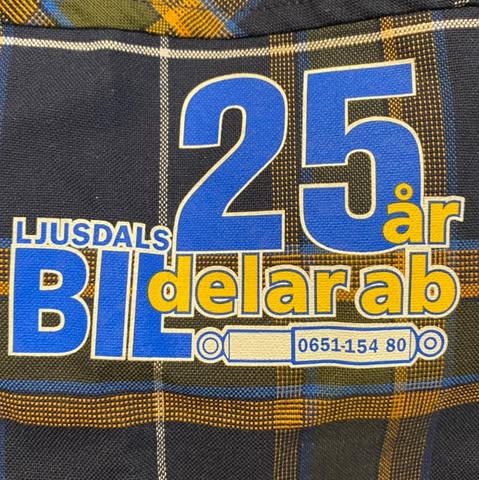 25 år
LJUSDALS
BIL delar ab
0651-154 80